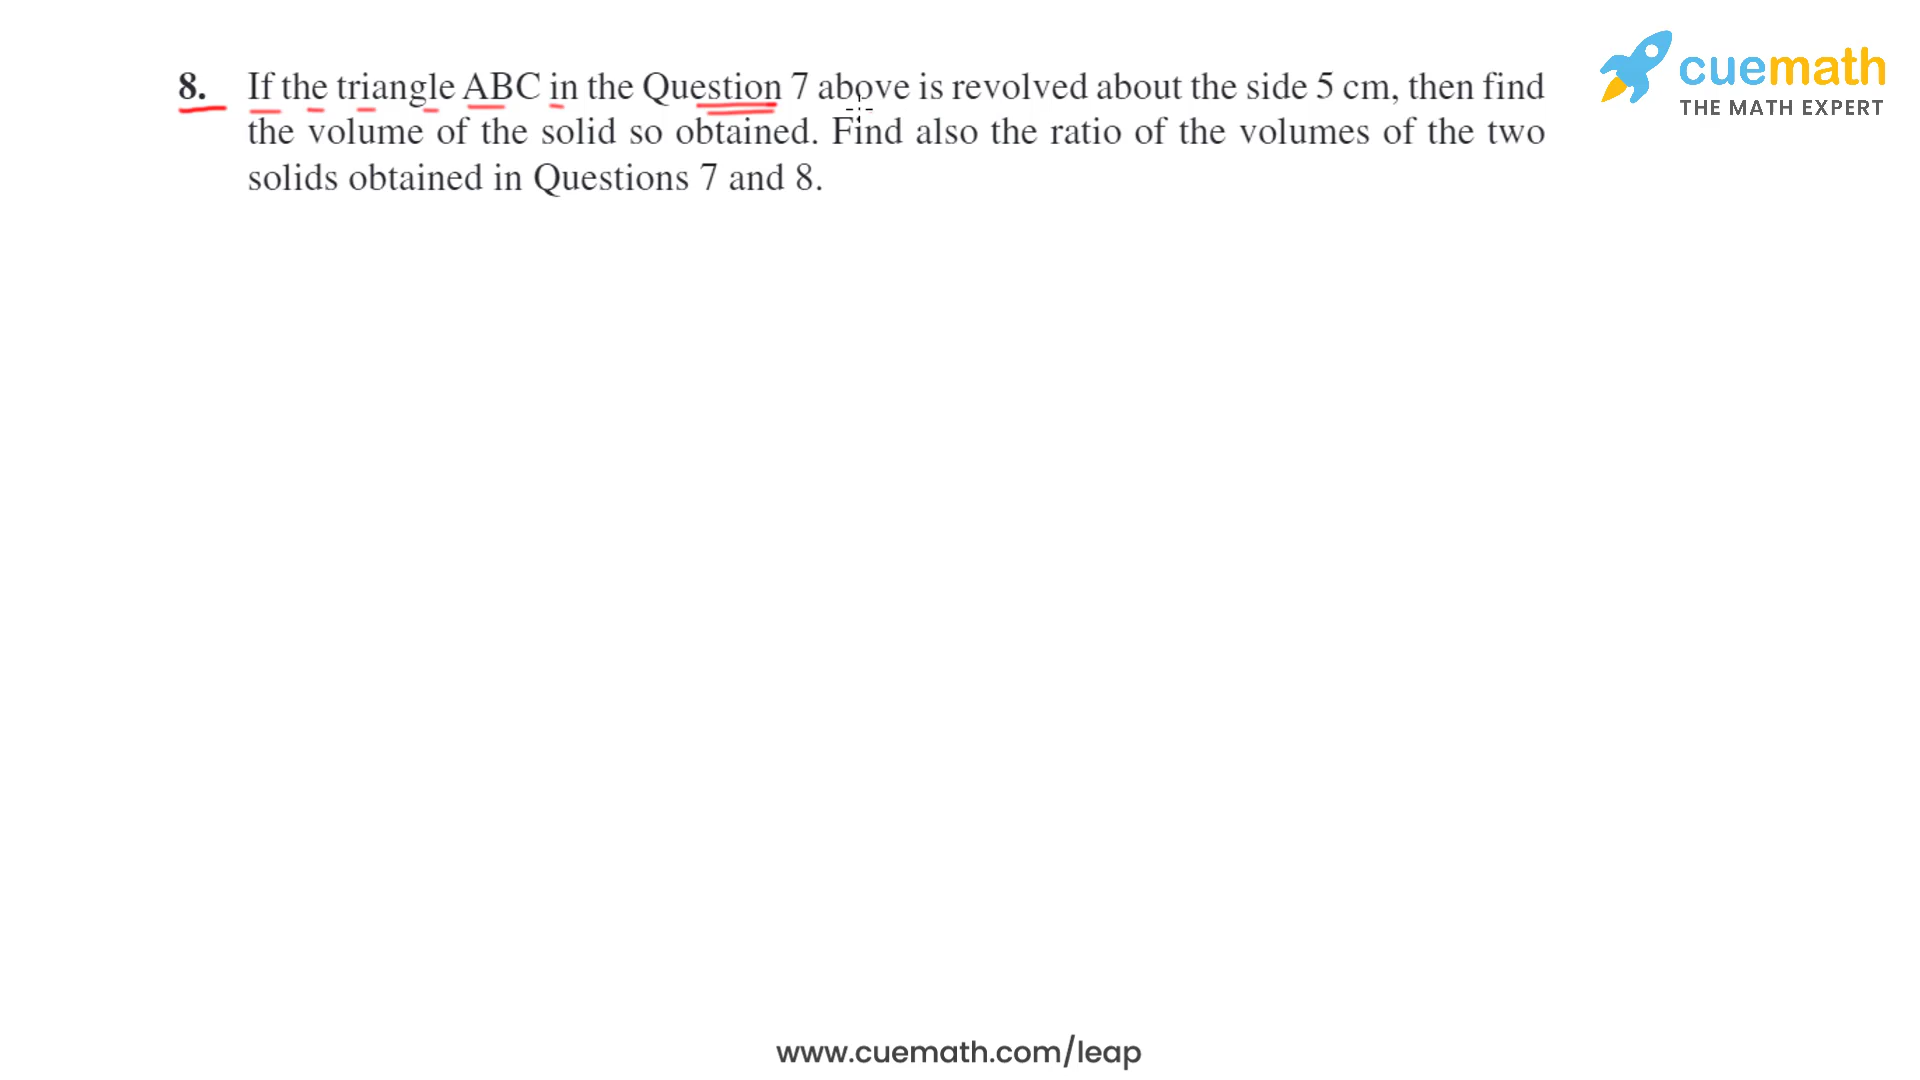 8. If the triangle ABC in the Question 7 above is revolved about the side 5 cm, then find
the volume of the solid so obtained. Find also the ratio of the volumes of the two
solids obtained in Questions 7 and 8.
cuemath
THE MATH EXPERT
www.cuemath.com/leap